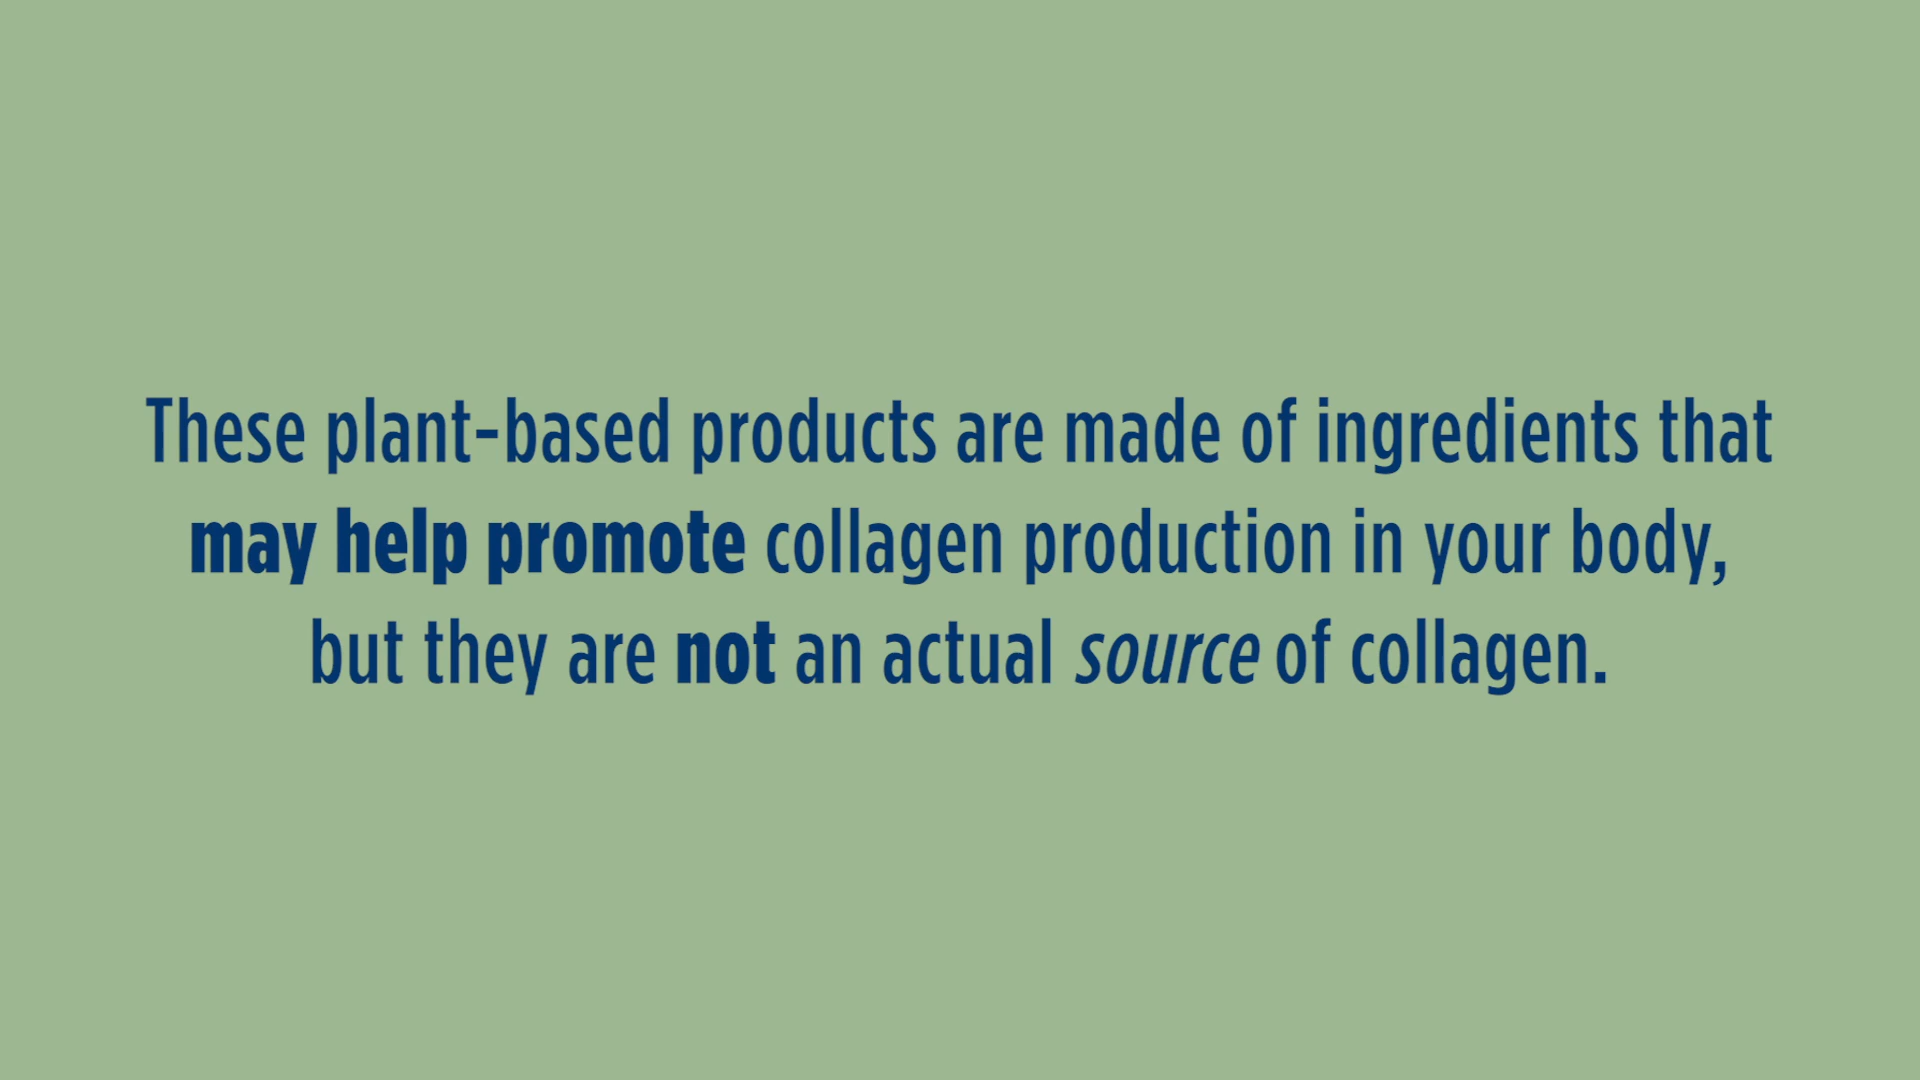 These plant-based products are made of ingredients that
may help promote collagen production in your body,
but they are not an actual source of collagen.